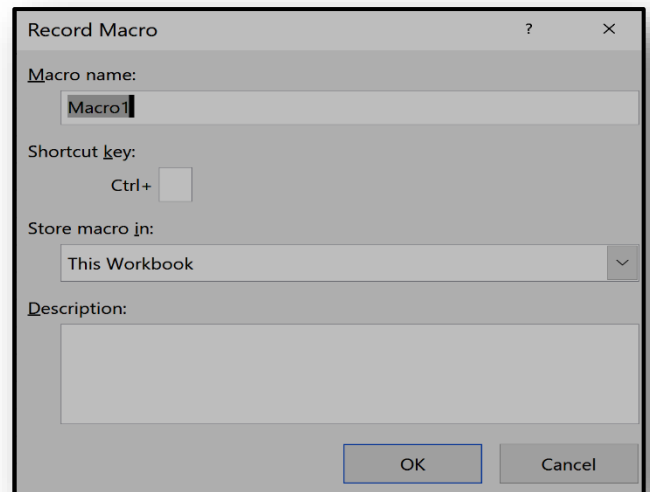 Record Macro ? ×
Macro name:
Macro1
Shortcut key:
Ctrl+
Store macro in:
This Workbook
Description:
OK Cancel